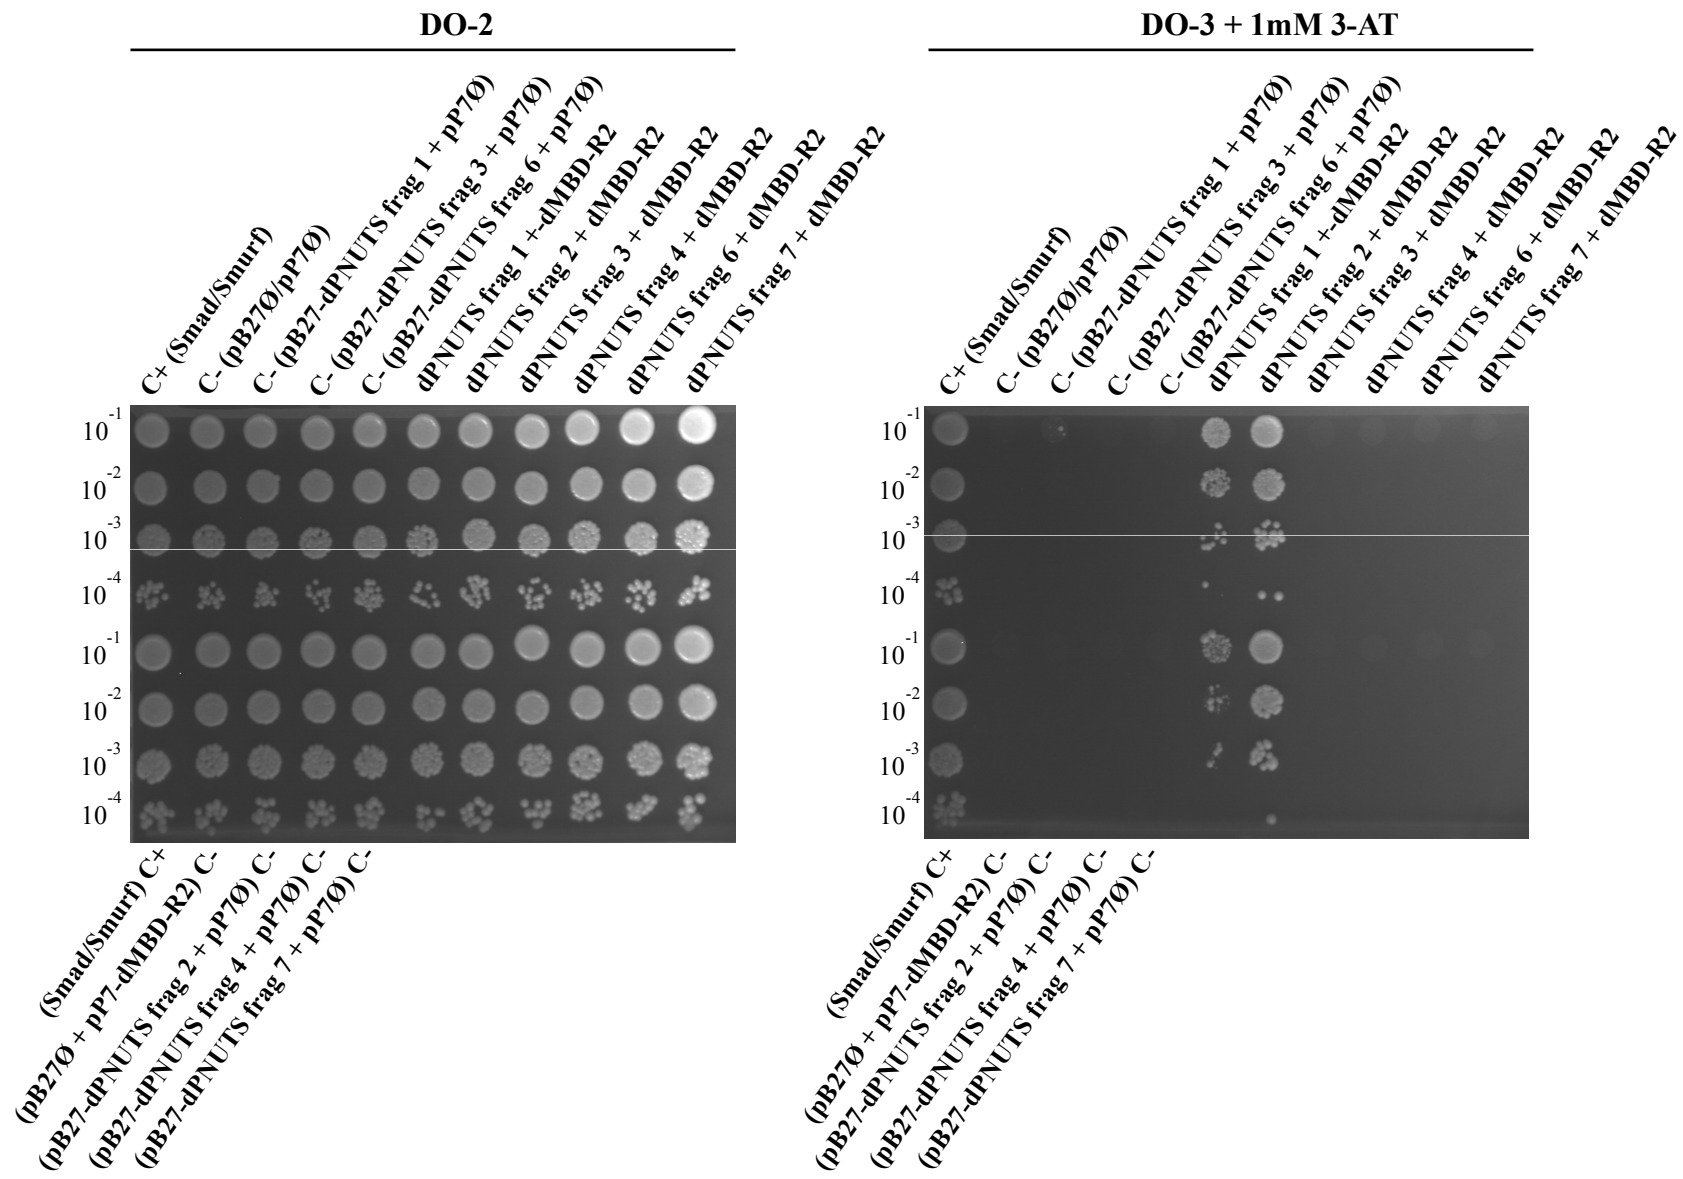 DO-2
DO-3 + 1mM 3-AT
C+ (Smad/Smurf)
C- (pB27Ø/pP7Ø)
C- (pB27-dPNUTS frag 1 + pP7Ø)
C- (pB27-dPNUTS frag 3 + pP7Ø)
C- (pB27-dPNUTS frag 6 + pP7Ø)
dPNUTS frag 1 +-dMBD-R2
dPNUTS frag 2 + dMBD-R2
dPNUTS frag 3 + dMBD-R2
dPNUTS frag 4 + dMBD-R2
dPNUTS frag 6 + dMBD-R2
dPNUTS frag 7 + dMBD-R2
C+ (Smad/Smurf)
C- (pB27Ø/pP7Ø)
C- (pB27-dPNUTS frag 1 + pP7Ø)
C- (pB27-dPNUTS frag 3 + pP7Ø)
C- (pB27-dPNUTS frag 6 + pP7Ø)
dPNUTS frag 1 +-dMBD-R2
dPNUTS frag 2 + dMBD-R2
dPNUTS frag 3 + dMBD-R2
dPNUTS frag 4 + dMBD-R2
dPNUTS frag 6 + dMBD-R2
dPNUTS frag 7 + dMBD-R2
10-1
10-2
10-3
10-4
10-1
10-2
10-3
10-4
10-1
10-2
10-3
10-4
10-1
10-2
10-3
10-4
(Smad/Smurf) C+
(pB27Ø + pP7-dMBD-R2) C-
(pB27-dPNUTS frag 2 + pP7Ø) C-
(pB27-dPNUTS frag 4 + pP7Ø) C-
(pB27-dPNUTS frag 7 + pP7Ø) C-
(Smad/Smurf) C+
(pB27Ø + pP7-dMBD-R2) C-
(pB27-dPNUTS frag 2 + pP7Ø) C-
(pB27-dPNUTS frag 4 + pP7Ø) C-
(pB27-dPNUTS frag 7 + pP7Ø) C-